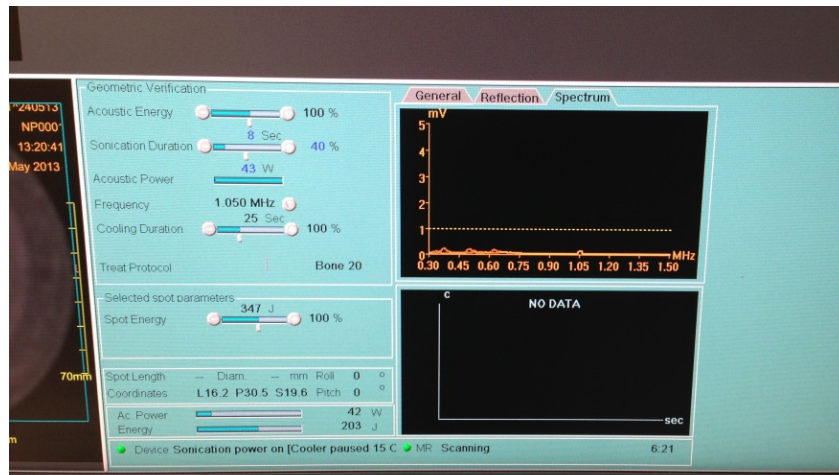 1^240513
NP000
13:20:41
May 2013
70mm
m
Geometric Verification
Acoustic Energy 100 %
8 Sec
Sonication Duration 40 %
43 W
Acoustic Power
Frequency 1.050 MHz
25 Sec
Cooling Duration 100 %
Treat Protocol Bone 20
Selected spot parameters
347 J
Spot Energy 100 %
Spot Length -- Diam. -- mm Roll 0 °
Coordinates L16.2 P30.5 S19.6 Pitch 0 °
Ac. Power 42 W
Energy 203 J
General Reflection Spectrum
mV
5
4
3
2
1
0
0.30 0.45 0.60 0.75 0.90 1.05 1.20 1.35 1.50 MHz
c
NO DATA
sec
Device Sonication power on [Cooler paused 15 C MR Scanning 6:21